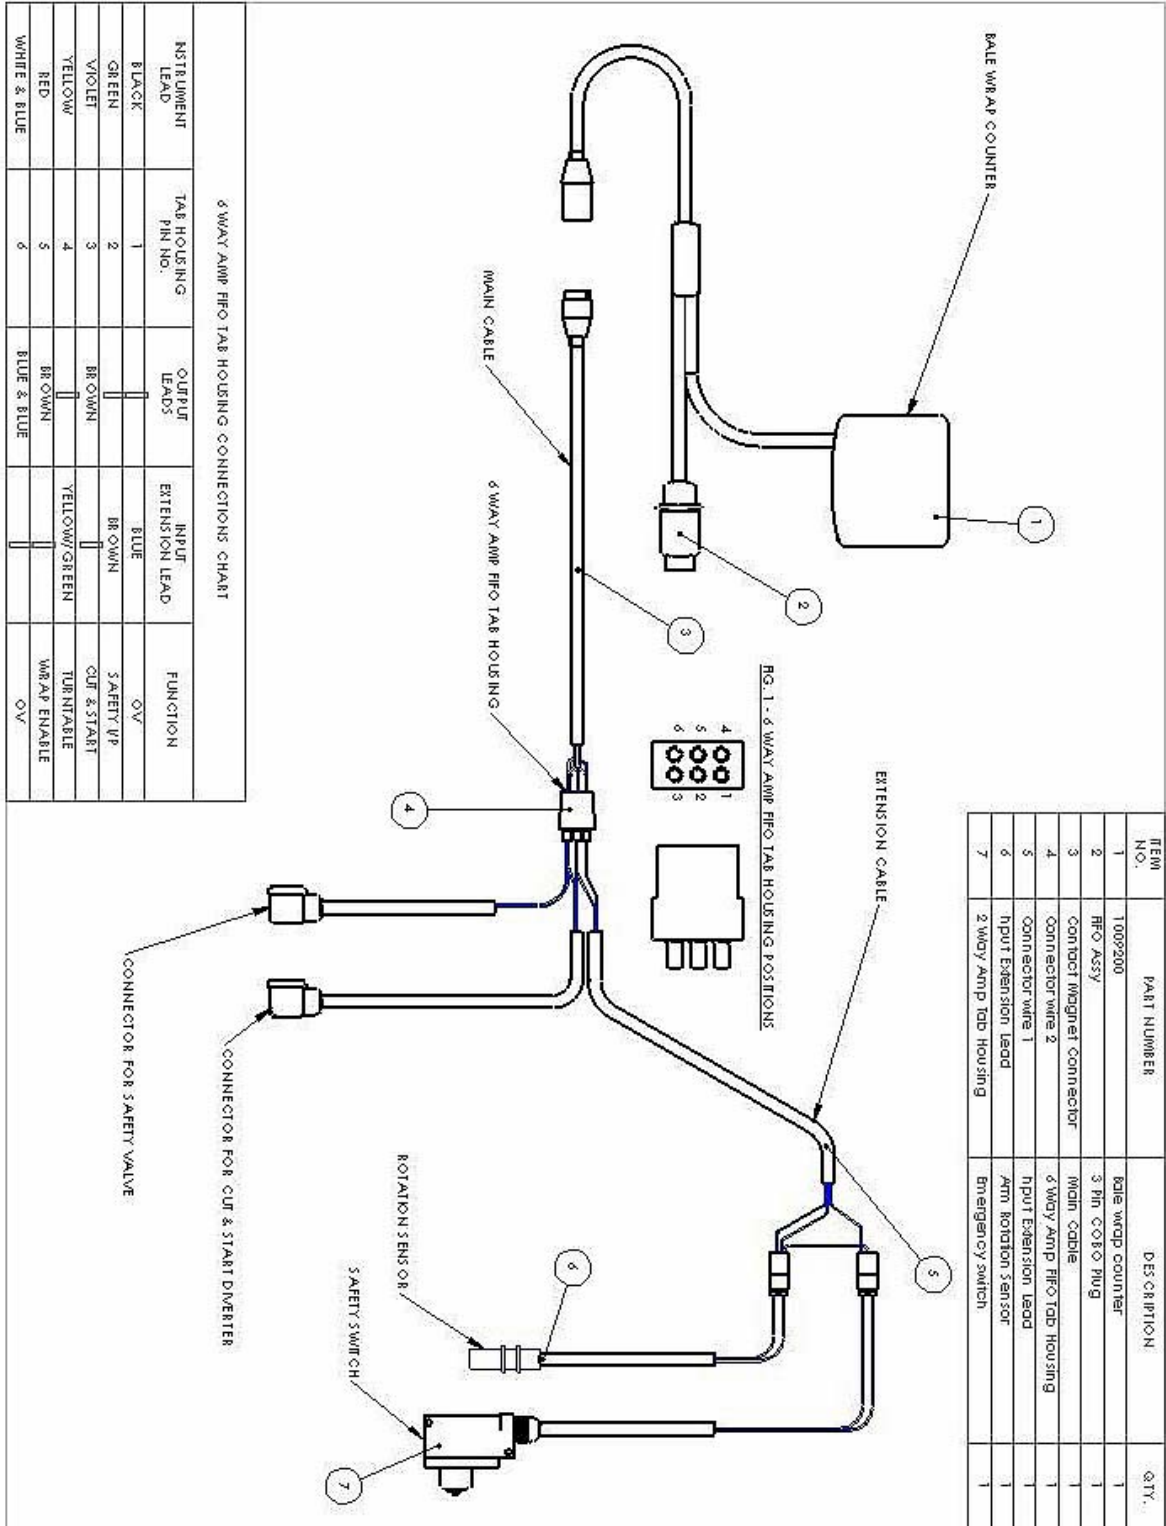 ITEM NO. PART NUMBER DESCRIPTION QTY.
1 1009200 Bale wrap counter 1
2 FIFO Assy 3 Pin COBO Plug 1
3 Contact Magnet Connector Main Cable 1
4 Connector wire 2 6 Way Amp FIFO Tab Housing 1
5 Connector wire 1 Input Extension Lead 1
6 Input Extension Lead Arm Rotation Sensor 1
7 2 Way Amp Tab Housing Emergency switch 1
BALE WRAP COUNTER
1
2
3
EXTENSION CABLE
5
FIG. 1 - 6 WAY AMP FIFO TAB HOUSING POSITIONS
4 1
5 2
6 3
MAIN CABLE
6 WAY AMP FIFO TAB HOUSING
4
6
ROTATION SENSOR
SAFETY SWITCH
7
CONNECTOR FOR CUT & START DIVERTER
CONNECTOR FOR SAFETY VALVE
6 WAY AMP FIFO TAB HOUSING CONNECTIONS CHART
INSTRUMENT LEAD TAB HOUSING PIN No. OUTPUT LEADS INPUT EXTENSION LEAD FUNCTION
BLACK 1 BLUE OV
GREEN 2 BROWN SAFETY I/P
VIOLET 3 BROWN CUT & START
YELLOW 4 YELLOW/GREEN TURNTABLE
RED 5 BROWN WRAP ENABLE
WHITE & BLUE 6 BLUE & BLUE OV